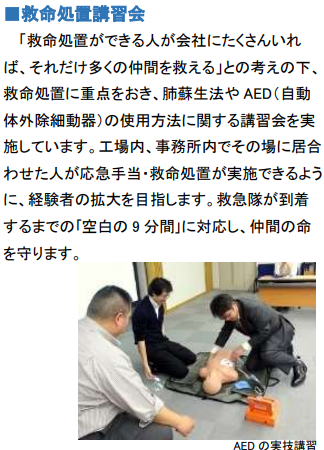 ■救命処置講習会
「救命処置ができる人が会社にたくさんいれ
ば、それだけ多くの仲間を救える」との考えの下、
救命処置に重点をおき、肺蘇生法や AED（自動
体外除細動器）の使用方法に関する講習会を実
施しています。工場内、事務所内でその場に居合
わせた人が応急手当・救命処置が実施できるよう
に、経験者の拡大を目指します。救急隊が到着
するまでの「空白の 9 分間」に対応し、仲間の命
を守ります。
AED の実技講習